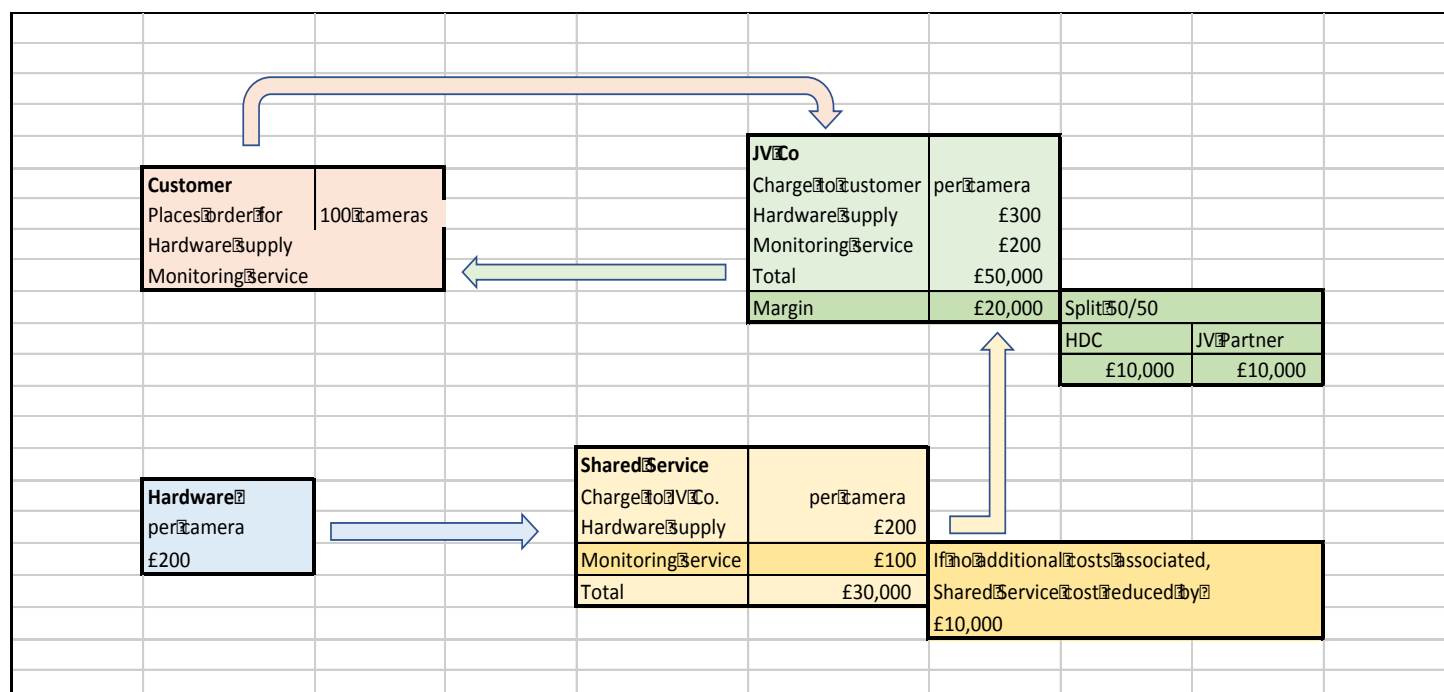 JV Co
Customer
Charge to customer per camera
Places order for 100 cameras
Hardware supply £300
Hardware supply
Monitoring service £200
Monitoring service
Total £50,000
Margin £20,000
Split 50/50
HDC JV Partner
£10,000 £10,000
Shared Service
Hardware
Charge to JV Co. per camera
per camera
Hardware supply £200
£200
Monitoring service £100
If no additional costs associated,
Total £30,000
Shared Service cost reduced by
£10,000